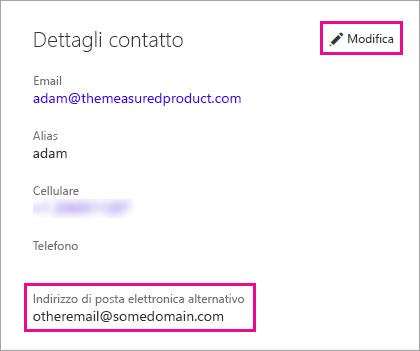 Dettagli contatto
Modifica
Email
adam@themeasuredproduct.com
Alias
adam
Cellulare
Telefono
Indirizzo di posta elettronica alternativo
otheremail@somedomain.com